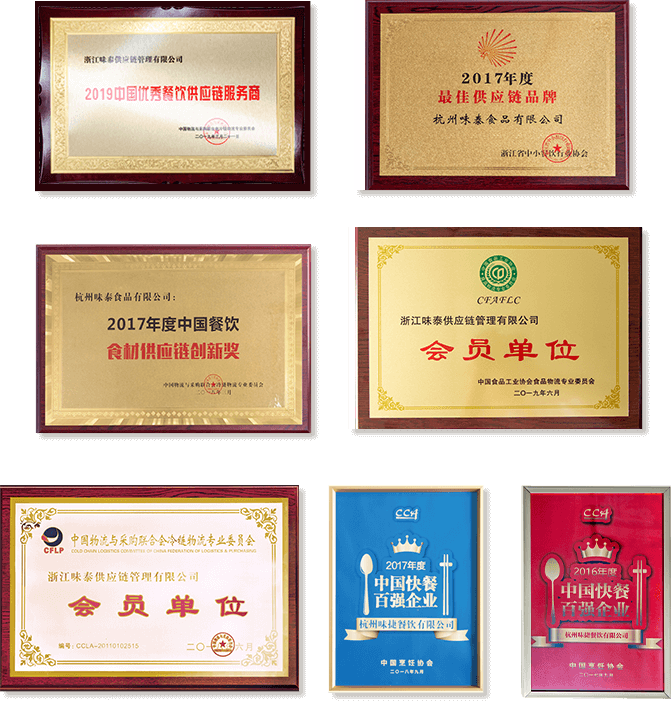 浙江味泰供应链管理有限公司
2019中国优秀餐饮供应链服务商
二〇一九年三月二十一日
2017年度
最佳供应链品牌
杭州味泰食品有限公司
浙江省中小餐饮行业协会
杭州味泰食品有限公司：
2017年度中国餐饮
食材供应链创新奖
中国物流与采购联合会冷链物流专业委员会
二〇一八年三月
CFAFLC
浙江味泰供应链管理有限公司
会员单位
中国食品工业协会食品物流专业委员会
二〇一九年六月
CFLP
中国物流与采购联合会冷链物流专业委员会
COLD CHAIN LOGISTICS COMMITTEE OF CHINA FEDERATION OF LOGISTICS & PURCHASING
浙江味泰供应链管理有限公司
会员单位
编号：CCLA-20110102515
六月
2017年度
中国快餐
百强企业
杭州味捷餐饮有限公司
中国烹饪协会
二〇一八年九月
2016年度
中国快餐
百强企业
杭州味捷餐饮有限公司
中国烹饪协会